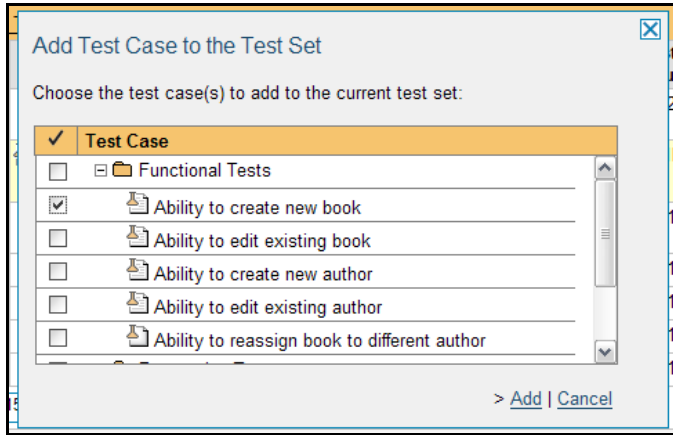 Add Test Case to the Test Set
Choose the test case(s) to add to the current test set:
Test Case
Functional Tests
Ability to create new book
Ability to edit existing book
Ability to create new author
Ability to edit existing author
Ability to reassign book to different author
> Add | Cancel